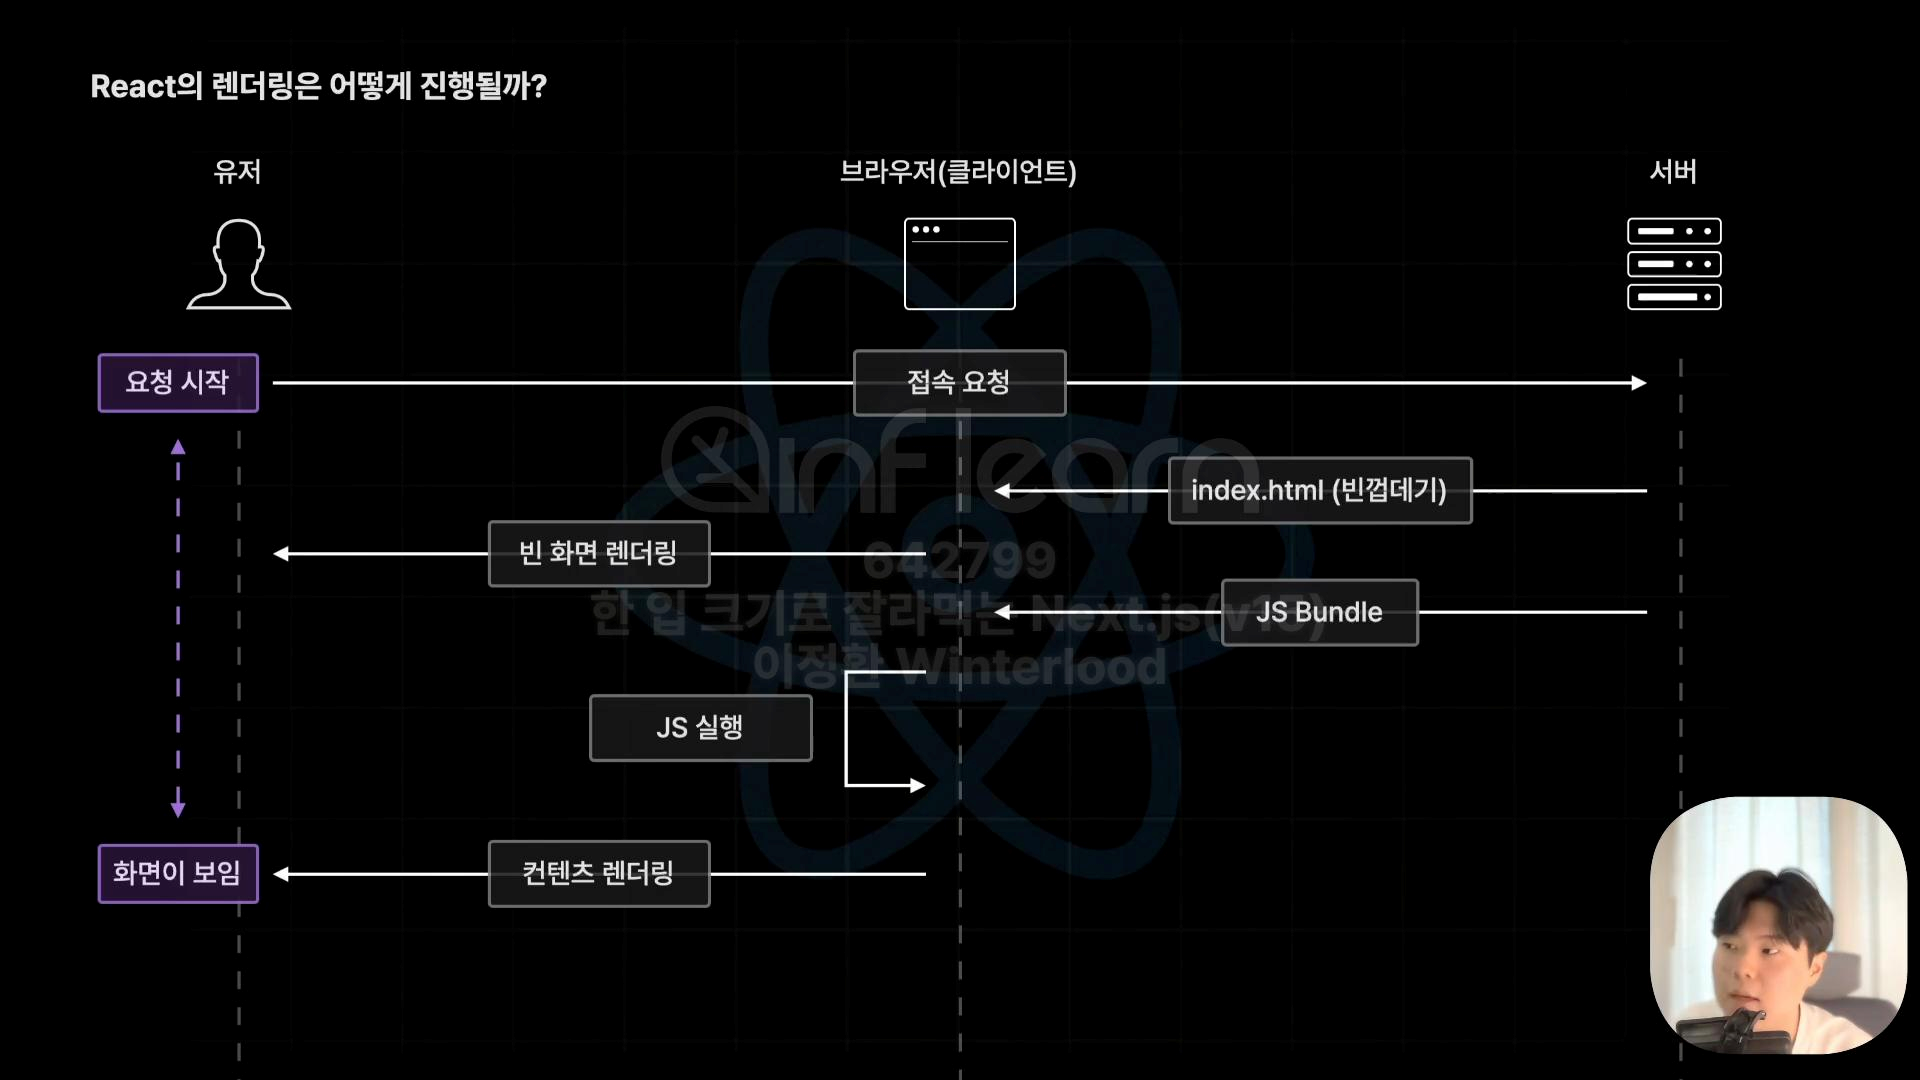 React의 렌더링은 어떻게 진행될까?
유저
브라우저(클라이언트)
서버
요청 시작
접속 요청
inflearn
index.html (빈껍데기)
빈 화면 렌더링
642799
한 입 크기로 잘라먹는 Next.js(v15)
JS Bundle
이정환 Winterlood
JS 실행
화면이 보임
컨텐츠 렌더링